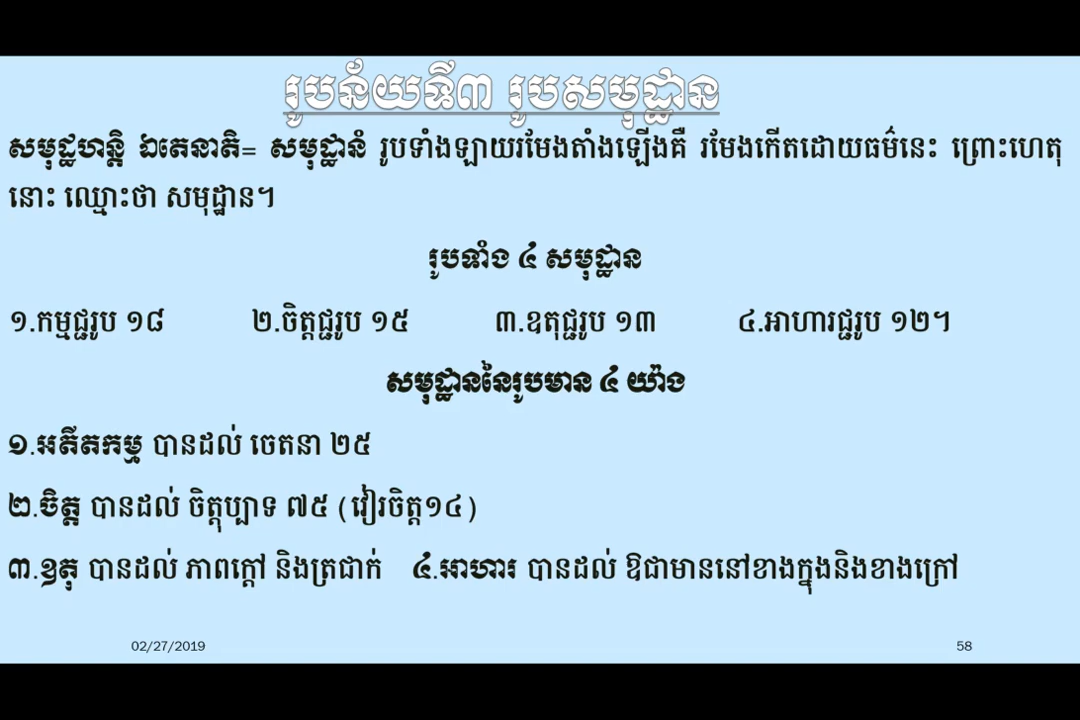 រូបន័យទី៣ រូបសមុដ្ឋាន
សមុដ្ឋហន្តិ ឯតេនាតិ= សមុដ្ឋានំ រូបទាំងឡាយរមែងតាំងឡើងគឺ រមែងកើតដោយធម៌នេះ ព្រោះហេតុ
នោះ ឈ្មោះថា សមុដ្ឋាន។
រូបទាំង ៤ សមុដ្ឋាន
១.កម្មជ្ជរូប ១៨ ២.ចិត្តជ្ជរូប ១៥ ៣.ឧតុជ្ជរូប ១៣ ៤.អាហារជ្ជរូប ១២។
សមុដ្ឋាននៃរូបមាន ៤ យ៉ាង
១.អតីតកម្ម បានដល់ ចេតនា ២៥
២.ចិត្ត បានដល់ ចិត្តុប្បាទ ៧៥ (វៀរចិត្ត១៤)
៣.ឧតុ បានដល់ ភាពក្តៅ និងត្រជាក់ ៤.អាហារ បានដល់ ឱជាមាននៅខាងក្នុងនិងខាងក្រៅ
02/27/2019 58